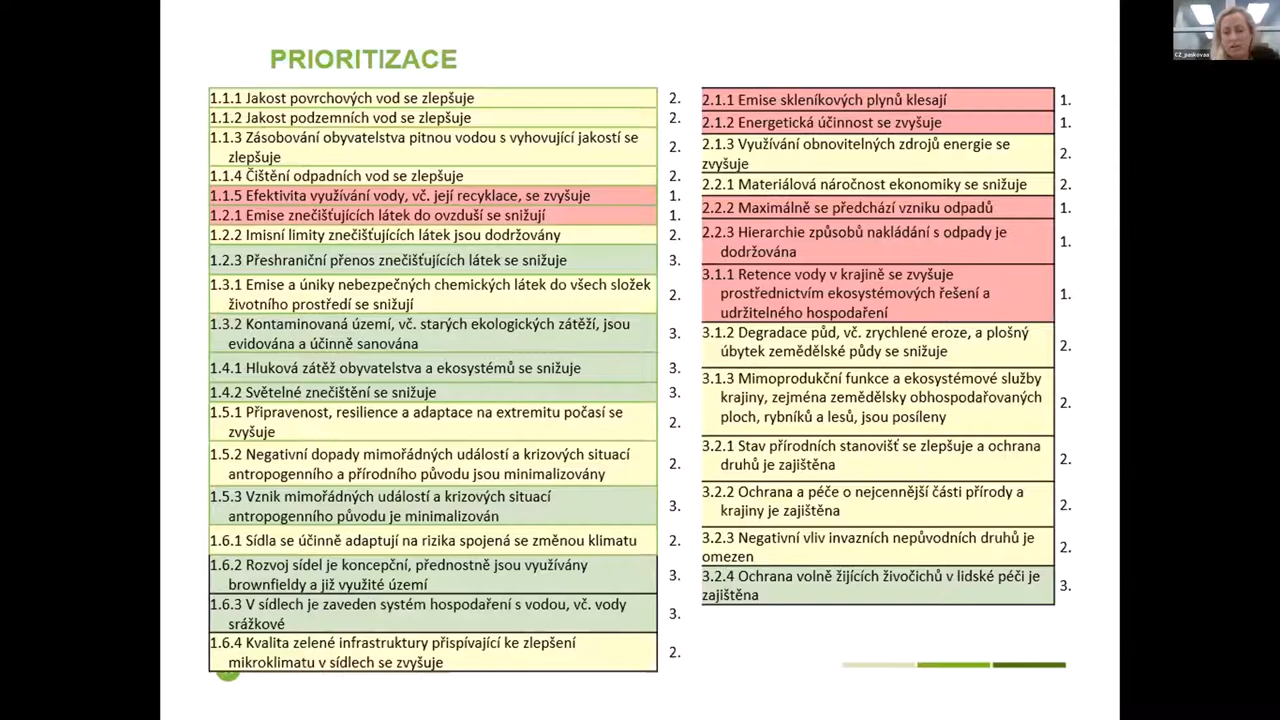 PRIORITIZACE
1.1.1 Jakost povrchových vod se zlepšuje 2.
1.1.2 Jakost podzemních vod se zlepšuje 2.
1.1.3 Zásobování obyvatelstva pitnou vodou s vyhovující jakostí se
zlepšuje 2.
1.1.4 Čištění odpadních vod se zlepšuje 2.
1.1.5 Efektivita využívání vody, vč. její recyklace, se zvyšuje 1.
1.2.1 Emise znečišťujících látek do ovzduší se snižují 1.
1.2.2 Imisní limity znečišťujících látek jsou dodržovány 2.
1.2.3 Přeshraniční přenos znečišťujících látek se snižuje 3.
1.3.1 Emise a úniky nebezpečných chemických látek do všech složek
životního prostředí se snižují 2.
1.3.2 Kontaminovaná území, vč. starých ekologických zátěží, jsou
evidována a účinně sanována 3.
1.4.1 Hluková zátěž obyvatelstva a ekosystémů se snižuje 3.
1.4.2 Světelné znečištění se snižuje 3.
1.5.1 Připravenost, resilience a adaptace na extremitu počasí se
zvyšuje 2.
1.5.2 Negativní dopady mimořádných událostí a krizových situací
antropogenního a přírodního původu jsou minimalizovány 2.
1.5.3 Vznik mimořádných událostí a krizových situací
antropogenního původu je minimalizován 3.
1.6.1 Sídla se účinně adaptují na rizika spojená se změnou klimatu 2.
1.6.2 Rozvoj sídel je koncepční, přednostně jsou využívány
brownfieldy a již využité území 3.
1.6.3 V sídlech je zaveden systém hospodaření s vodou, vč. vody
srážkové 3.
1.6.4 Kvalita zelené infrastruktury přispívající ke zlepšení
mikroklimatu v sídlech se zvyšuje 2.
2.1.1 Emise skleníkových plynů klesají 1.
2.1.2 Energetická účinnost se zvyšuje 1.
2.1.3 Využívání obnovitelných zdrojů energie se
zvyšuje 2.
2.2.1 Materiálová náročnost ekonomiky se snižuje 2.
2.2.2 Maximálně se předchází vzniku odpadů 1.
2.2.3 Hierarchie způsobů nakládání s odpady je
dodržována 1.
3.1.1 Retence vody v krajině se zvyšuje
prostřednictvím ekosystémových řešení a
udržitelného hospodaření 1.
3.1.2 Degradace půd, vč. zrychlené eroze, a plošný
úbytek zemědělské půdy se snižuje 2.
3.1.3 Mimoprodukční funkce a ekosystémové služby
krajiny, zejména zemědělsky obhospodařovaných
ploch, rybníků a lesů, jsou posíleny 2.
3.2.1 Stav přírodních stanovišť se zlepšuje a ochrana
druhů je zajištěna 2.
3.2.2 Ochrana a péče o nejcennější části přírody a
krajiny je zajištěna 2.
3.2.3 Negativní vliv invazních nepůvodních druhů je
omezen 2.
3.2.4 Ochrana volně žijících živočichů v lidské péči je
zajištěna 3.
CZ_paskovaa